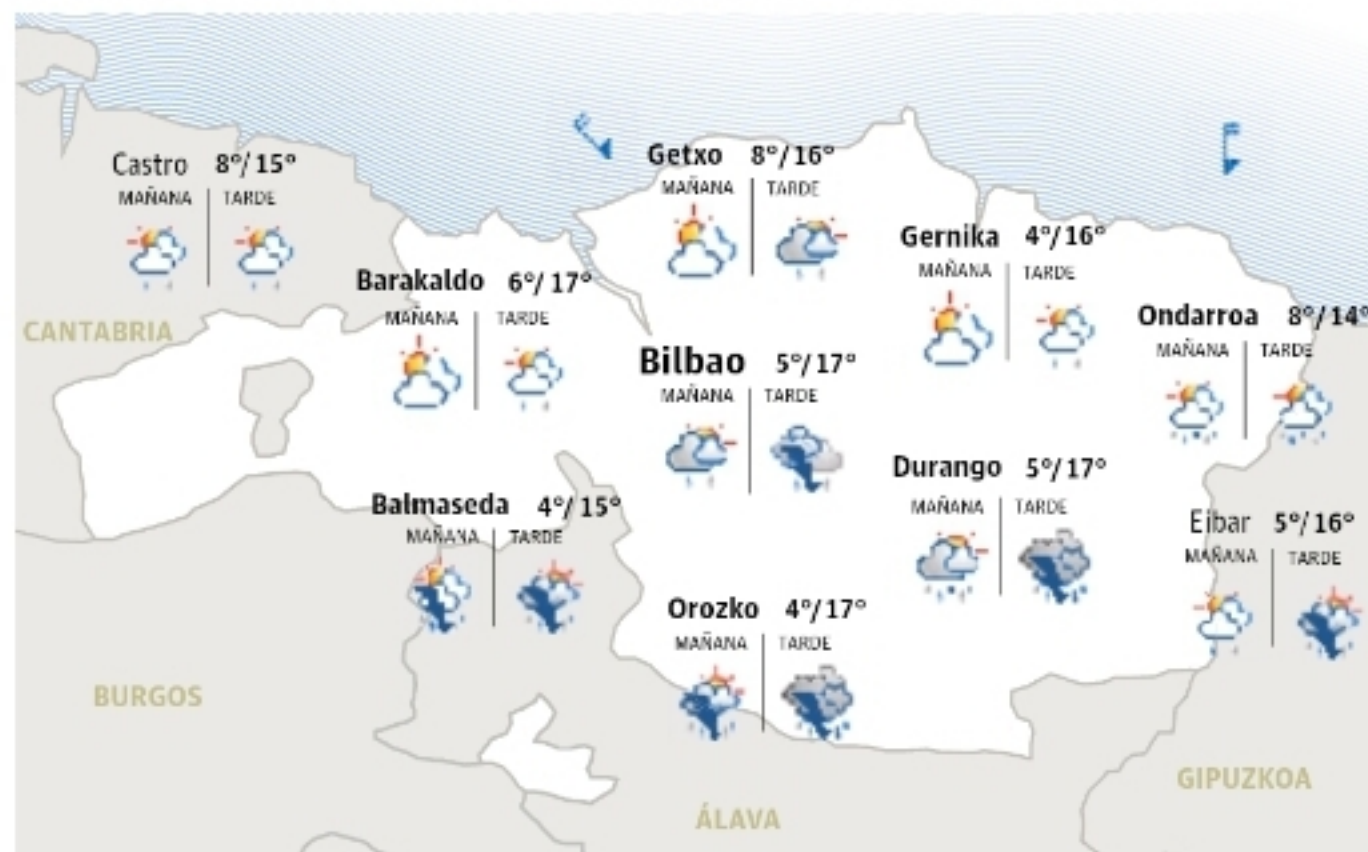 Castro 8°/15°
MAÑANA TARDE
Getxo 8°/16°
MAÑANA TARDE
Gernika 4°/16°
MAÑANA TARDE
Barakaldo 6°/17°
MAÑANA TARDE
CANTABRIA
Ondarroa 8°/14°
MAÑANA TARDE
Bilbao 5°/17°
MAÑANA TARDE
Durango 5°/17°
MAÑANA TARDE
Balmaseda 4°/15°
MAÑANA TARDE
Eibar 5°/16°
MAÑANA TARDE
Orozko 4°/17°
MAÑANA TARDE
BURGOS
GIPUZKOA
ÁLAVA